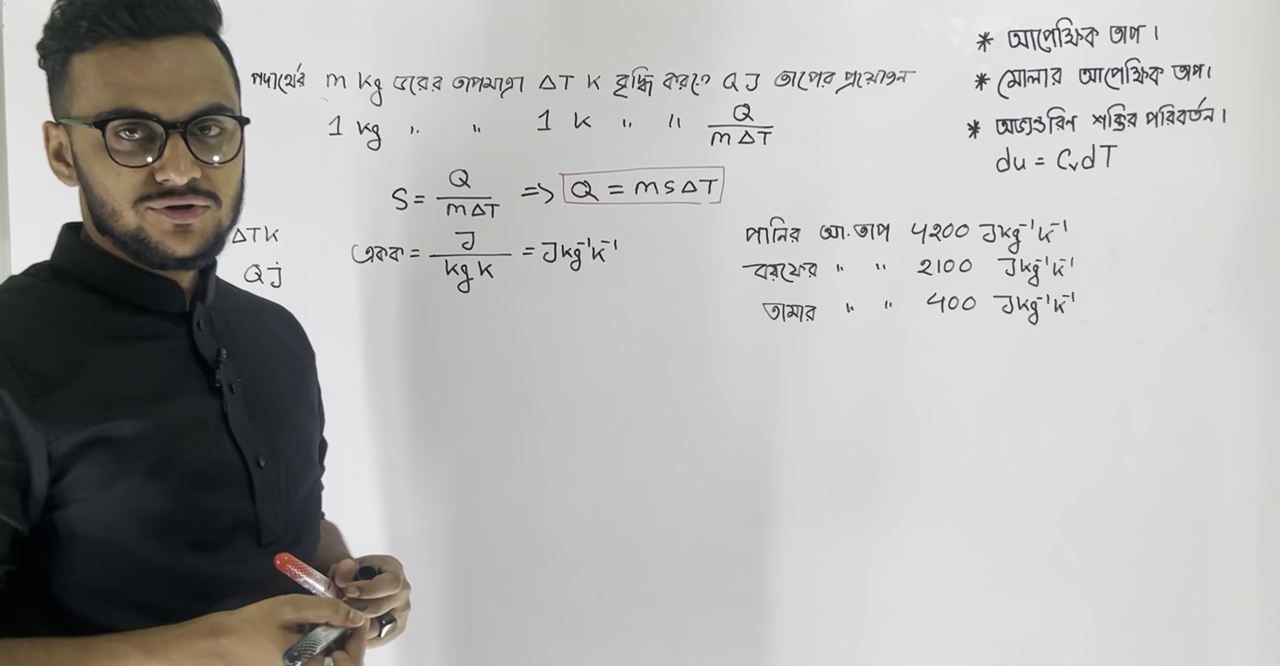 পদার্থের m kg ভরের তাপমাত্রা ΔT K বৃদ্ধি করতে Q J তাপের প্রয়োজন
1 kg " " 1 K " " Q/mΔT
S = Q/mΔT => Q = msΔT
ΔTK
Qj
একক = J/kg K = Jkg⁻¹K⁻¹
* আপেক্ষিক তাপ।
* মোলার আপেক্ষিক তাপ।
* অভ্যন্তরিণ শক্তির পরিবর্তন।
du = CvdT
পানির আ. তাপ 4200 Jkg⁻¹K⁻¹
বরফের " " 2100 Jkg⁻¹K⁻¹
তামার " " 400 Jkg⁻¹K⁻¹